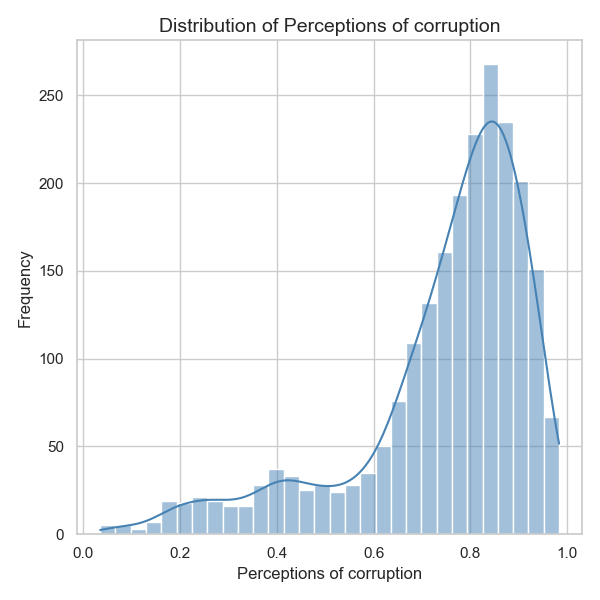 Distribution of Perceptions of corruption
250
200
150
100
50
0
Frequency
0.0 0.2 0.4 0.6 0.8 1.0
Perceptions of corruption